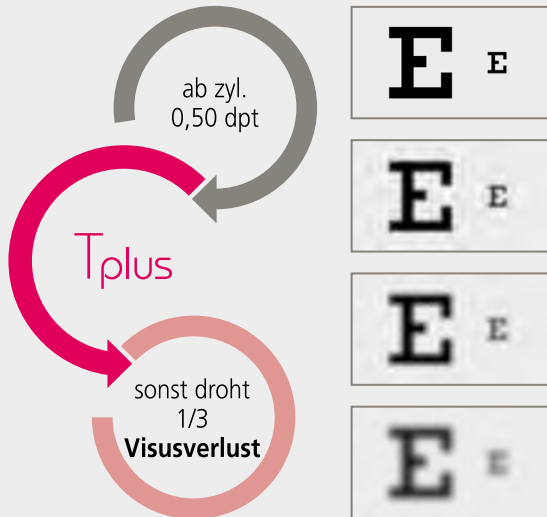 ab zyl.
0,50 dpt
Tplus
sonst droht
1/3
Visusverlust
E E
E E
E E
E E